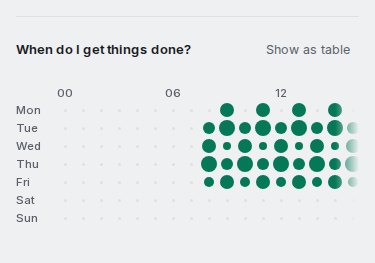 When do I get things done?
Show as table
00 06 12
Mon
Tue
Wed
Thu
Fri
Sat
Sun